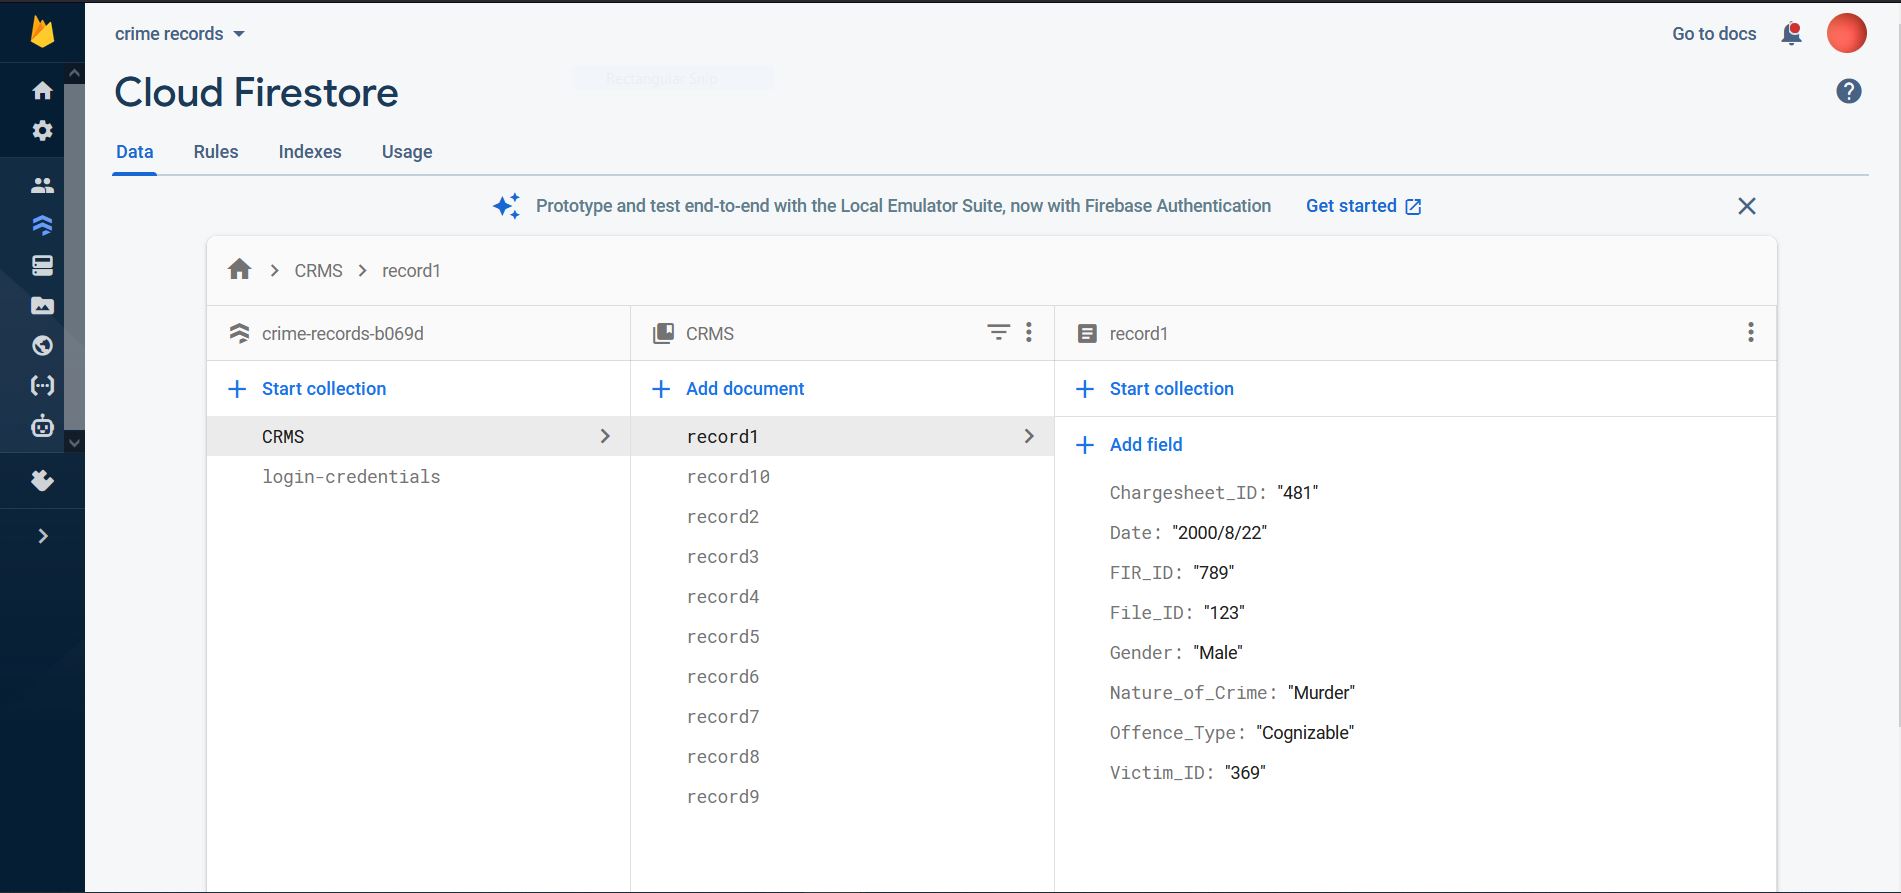 crime records
Go to docs
Cloud Firestore
Rectangular Snip
Data Rules Indexes Usage
Prototype and test end-to-end with the Local Emulator Suite, now with Firebase Authentication Get started
CRMS record1
crime-records-b069d
Start collection
CRMS
login-credentials
CRMS
Add document
record1
record10
record2
record3
record4
record5
record6
record7
record8
record9
record1
Start collection
Add field
Chargesheet_ID: "481"
Date: "2000/8/22"
FIR_ID: "789"
File_ID: "123"
Gender: "Male"
Nature_of_Crime: "Murder"
Offence_Type: "Cognizable"
Victim_ID: "369"